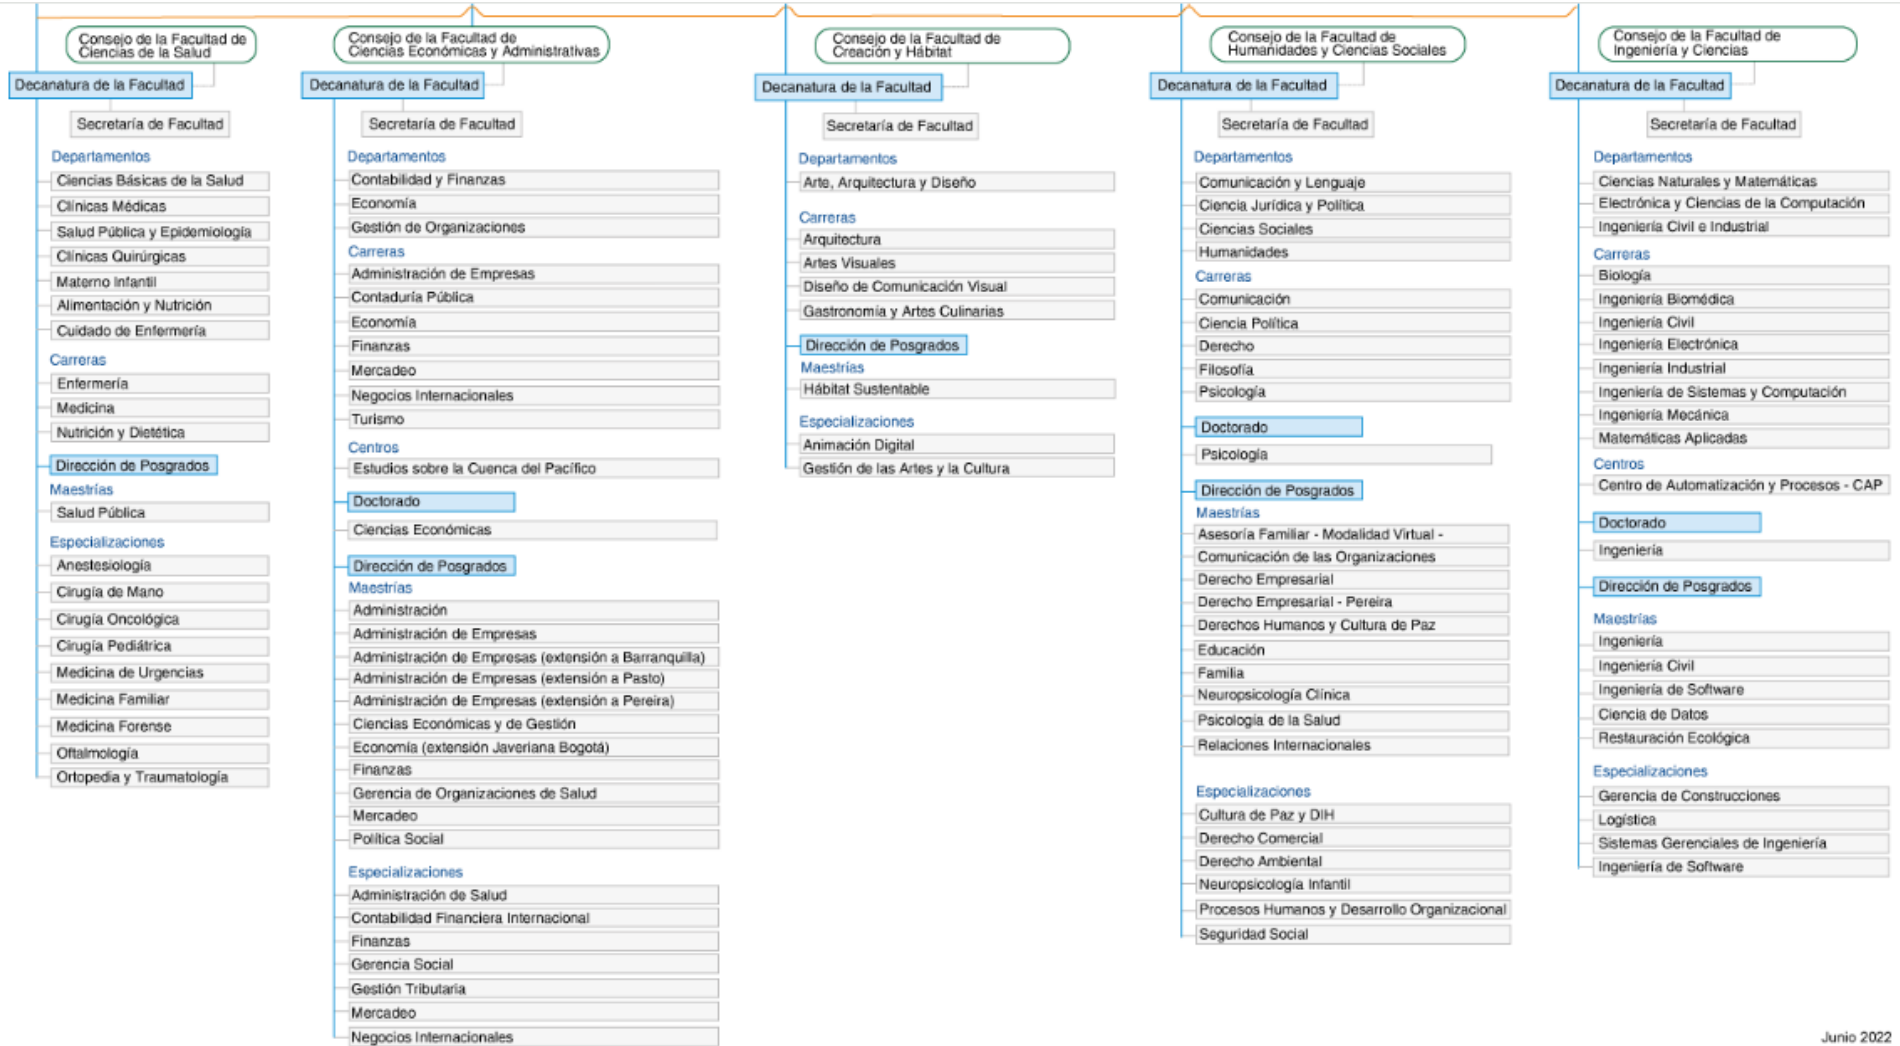 Consejo de la Facultad de
Ciencias de la Salud
Decanatura de la Facultad
Secretaría de Facultad
Departamentos
Ciencias Básicas de la Salud
Clínicas Médicas
Salud Pública y Epidemiología
Clínicas Quirúrgicas
Materno Infantil
Alimentación y Nutrición
Cuidado de Enfermería
Carreras
Enfermería
Medicina
Nutrición y Dietética
Dirección de Posgrados
Maestrías
Salud Pública
Especializaciones
Anestesiología
Cirugía de Mano
Cirugía Oncológica
Cirugía Pediátrica
Medicina de Urgencias
Medicina Familiar
Medicina Forense
Oftalmología
Ortopedia y Traumatología
Consejo de la Facultad de
Ciencias Económicas y Administrativas
Decanatura de la Facultad
Secretaría de Facultad
Departamentos
Contabilidad y Finanzas
Economía
Gestión de Organizaciones
Carreras
Administración de Empresas
Contaduría Pública
Economía
Finanzas
Mercadeo
Negocios Internacionales
Turismo
Centros
Estudios sobre la Cuenca del Pacífico
Doctorado
Ciencias Económicas
Dirección de Posgrados
Maestrías
Administración
Administración de Empresas
Administración de Empresas (extensión a Barranquilla)
Administración de Empresas (extensión a Pasto)
Administración de Empresas (extensión a Pereira)
Ciencias Económicas y de Gestión
Economía (extensión Javeriana Bogotá)
Finanzas
Gerencia de Organizaciones de Salud
Mercadeo
Política Social
Especializaciones
Administración de Salud
Contabilidad Financiera Internacional
Finanzas
Gerencia Social
Gestión Tributaria
Mercadeo
Negocios Internacionales
Consejo de la Facultad de
Creación y Hábitat
Decanatura de la Facultad
Secretaría de Facultad
Departamentos
Arte, Arquitectura y Diseño
Carreras
Arquitectura
Artes Visuales
Diseño de Comunicación Visual
Gastronomía y Artes Culinarias
Dirección de Posgrados
Maestrías
Hábitat Sustentable
Especializaciones
Animación Digital
Gestión de las Artes y la Cultura
Consejo de la Facultad de
Humanidades y Ciencias Sociales
Decanatura de la Facultad
Secretaría de Facultad
Departamentos
Comunicación y Lenguaje
Ciencia Jurídica y Política
Ciencias Sociales
Humanidades
Carreras
Comunicación
Ciencia Política
Derecho
Filosofía
Psicología
Doctorado
Psicología
Dirección de Posgrados
Maestrías
Asesoría Familiar - Modalidad Virtual -
Comunicación de las Organizaciones
Derecho Empresarial
Derecho Empresarial - Pereira
Derechos Humanos y Cultura de Paz
Educación
Familia
Neuropsicología Clínica
Psicología de la Salud
Relaciones Internacionales
Especializaciones
Cultura de Paz y DIH
Derecho Comercial
Derecho Ambiental
Neuropsicología Infantil
Procesos Humanos y Desarrollo Organizacional
Seguridad Social
Consejo de la Facultad de
Ingeniería y Ciencias
Decanatura de la Facultad
Secretaría de Facultad
Departamentos
Ciencias Naturales y Matemáticas
Electrónica y Ciencias de la Computación
Ingeniería Civil e Industrial
Carreras
Biología
Ingeniería Biomédica
Ingeniería Civil
Ingeniería Electrónica
Ingeniería Industrial
Ingeniería de Sistemas y Computación
Ingeniería Mecánica
Matemáticas Aplicadas
Centros
Centro de Automatización y Procesos - CAP
Doctorado
Ingeniería
Dirección de Posgrados
Maestrías
Ingeniería
Ingeniería Civil
Ingeniería de Software
Ciencia de Datos
Restauración Ecológica
Especializaciones
Gerencia de Construcciones
Logística
Sistemas Gerenciales de Ingeniería
Ingeniería de Software
Junio 2022